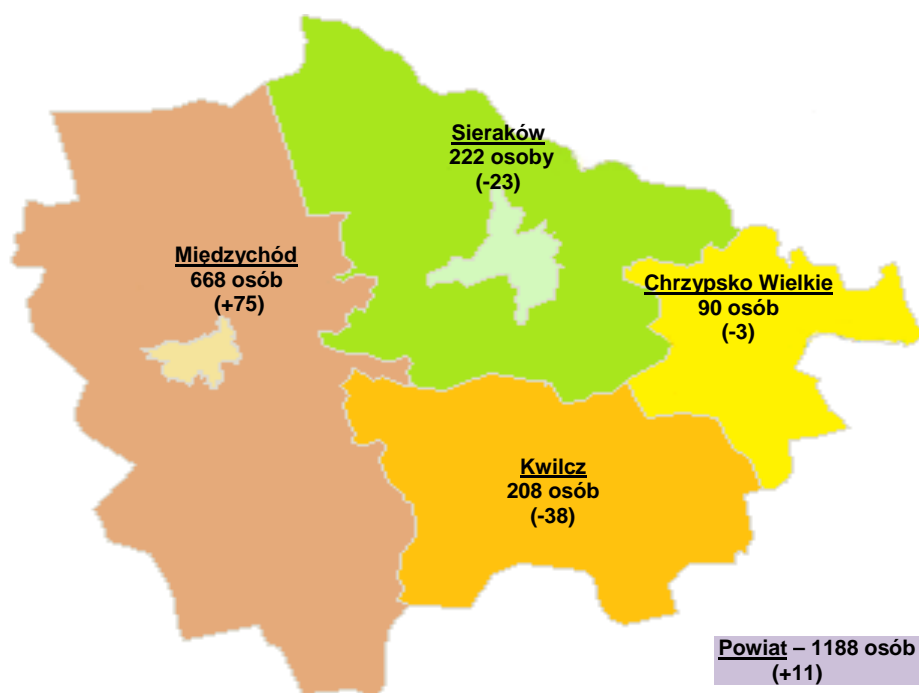 Sieraków
222 osoby
(-23)
Międzychód
668 osób
(+75)
Chrzypsko Wielkie
90 osób
(-3)
Kwilcz
208 osób
(-38)
Powiat – 1188 osób
(+11)